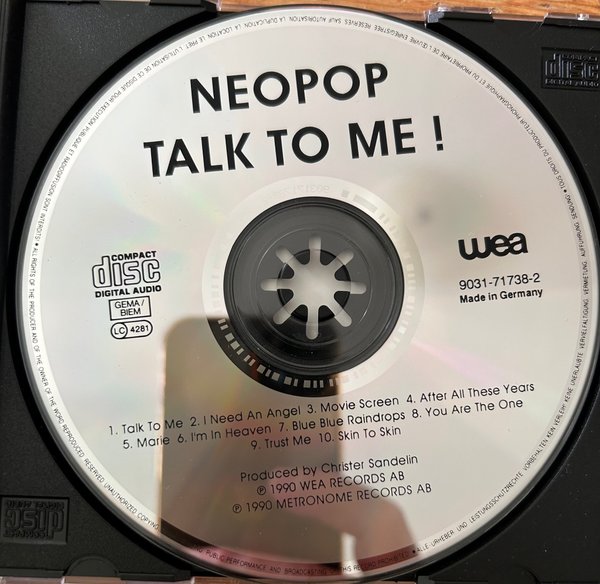 NEOPOP
TALK TO ME !
COMPACT
disc
DIGITAL AUDIO
GEMA/
BIEM
LC 4281
wea
9031-71738-2
Made in Germany
1. Talk To Me 2. I Need An Angel 3. Movie Screen 4. After All These Years
5. Marie 6. I'm In Heaven 7. Blue Blue Raindrops 8. You Are The One
9. Trust Me 10. Skin To Skin
Produced by Christer Sandelin
℗ 1990 WEA RECORDS AB
℗ 1990 METRONOME RECORDS AB
disc
disc